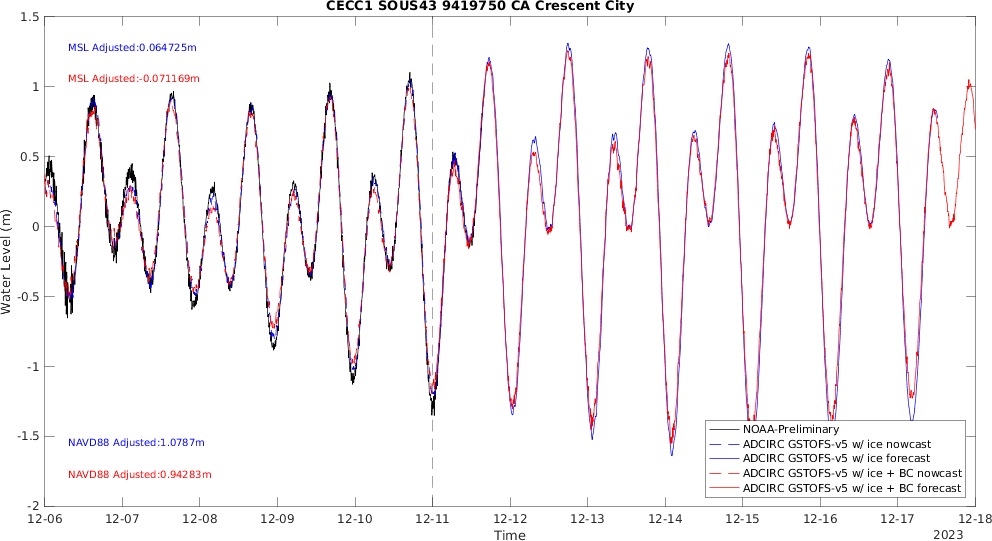 CECC1 SOUS43 9419750 CA Crescent City
1.5
MSL Adjusted:0.064725m
MSL Adjusted:-0.071169m
1
0.5
Water Level (m)
0
-0.5
-1
NOAA-Preliminary
-1.5
NAVD88 Adjusted:1.0787m
ADCIRC GSTOFS-v5 w/ ice nowcast
ADCIRC GSTOFS-v5 w/ ice forecast
NAVD88 Adjusted:0.94283m
ADCIRC GSTOFS-v5 w/ ice + BC nowcast
ADCIRC GSTOFS-v5 w/ ice + BC forecast
-2
12-06 12-07 12-08 12-09 12-10 12-11 12-12 12-13 12-14 12-15 12-16 12-17 12-18
Time
2023